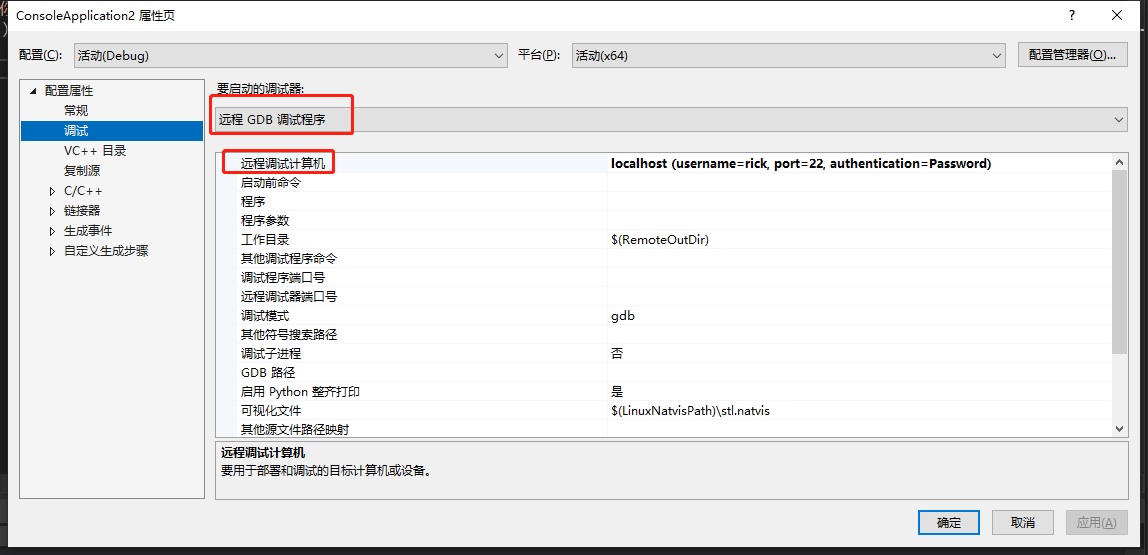 ConsoleApplication2 属性页
?
配置(C): 活动(Debug) 平台(P): 活动(x64) 配置管理器(O)...
配置属性
常规
调试
VC++ 目录
复制源
C/C++
链接器
生成事件
自定义生成步骤
要启动的调试器:
远程 GDB 调试程序
远程调试计算机 localhost (username=rick, port=22, authentication=Password)
启动前命令
程序
程序参数
工作目录 $(RemoteOutDir)
其他调试程序命令
调试程序端口号
远程调试器端口号
调试模式 gdb
其他符号搜索路径
调试子进程 否
GDB 路径
启用 Python 整齐打印 是
可视化文件 $(LinuxNatvisPath)\stl.natvis
其他源文件路径映射
远程调试计算机
要用于部署和调试的目标计算机或设备。
确定 取消 应用(A)